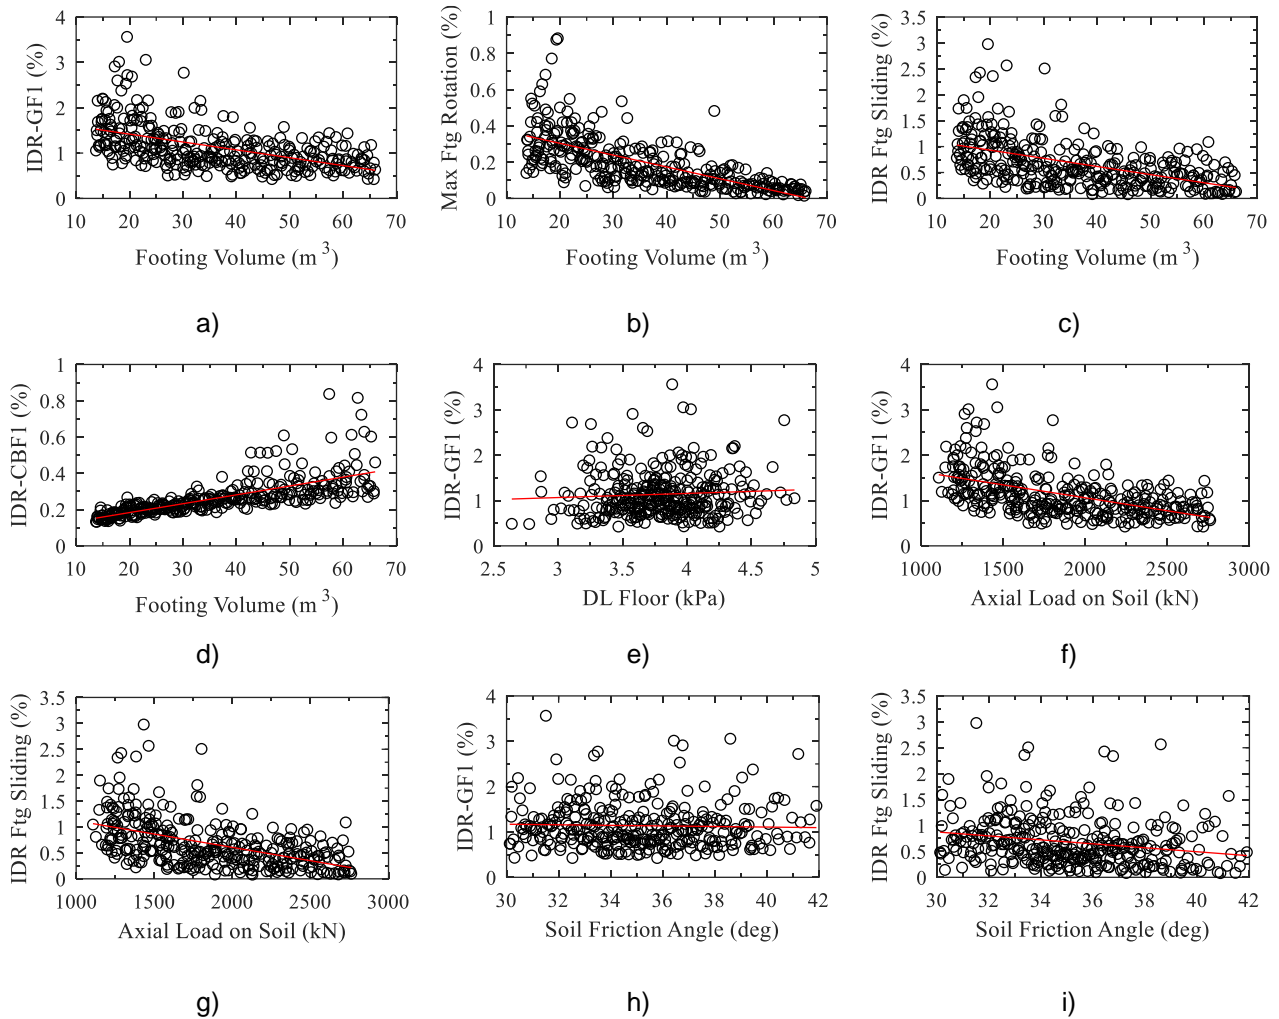 IDR-GF1 (%)
4
3
2
1
0
10 20 30 40 50 60 70
Footing Volume (m³)
a)
Max Ftg Rotation (%)
1
0.8
0.6
0.4
0.2
0
10 20 30 40 50 60 70
Footing Volume (m³)
b)
IDR Ftg Sliding (%)
3.5
3
2.5
2
1.5
1
0.5
0
10 20 30 40 50 60 70
Footing Volume (m³)
c)
IDR-CBF1 (%)
1
0.8
0.6
0.4
0.2
0
10 20 30 40 50 60 70
Footing Volume (m³)
d)
IDR-GF1 (%)
4
3
2
1
0
2.5 3 3.5 4 4.5 5
DL Floor (kPa)
e)
IDR-GF1 (%)
4
3
2
1
0
1000 1500 2000 2500 3000
Axial Load on Soil (kN)
f)
IDR Ftg Sliding (%)
3.5
3
2.5
2
1.5
1
0.5
0
1000 1500 2000 2500 3000
Axial Load on Soil (kN)
g)
IDR-GF1 (%)
4
3
2
1
0
30 32 34 36 38 40 42
Soil Friction Angle (deg)
h)
IDR Ftg Sliding (%)
3.5
3
2.5
2
1.5
1
0.5
0
30 32 34 36 38 40 42
Soil Friction Angle (deg)
i)